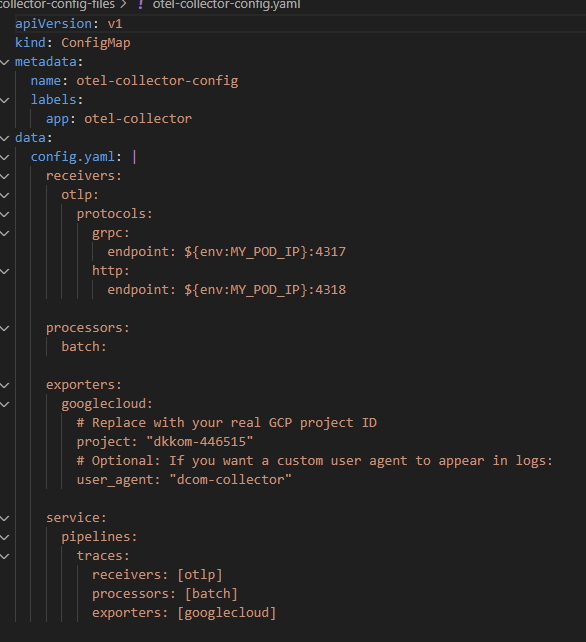 collector-config-files > ! otel-collector-config.yaml
apiVersion: v1
kind: ConfigMap
metadata:
  name: otel-collector-config
  labels:
    app: otel-collector
data:
  config.yaml: |
    receivers:
      otlp:
        protocols:
          grpc:
            endpoint: ${env:MY_POD_IP}:4317
          http:
            endpoint: ${env:MY_POD_IP}:4318
    processors:
      batch:
    exporters:
      googlecloud:
        # Replace with your real GCP project ID
        project: "dkkom-446515"
        # Optional: If you want a custom user agent to appear in logs:
        user_agent: "dcom-collector"
    service:
      pipelines:
        traces:
          receivers: [otlp]
          processors: [batch]
          exporters: [googlecloud]